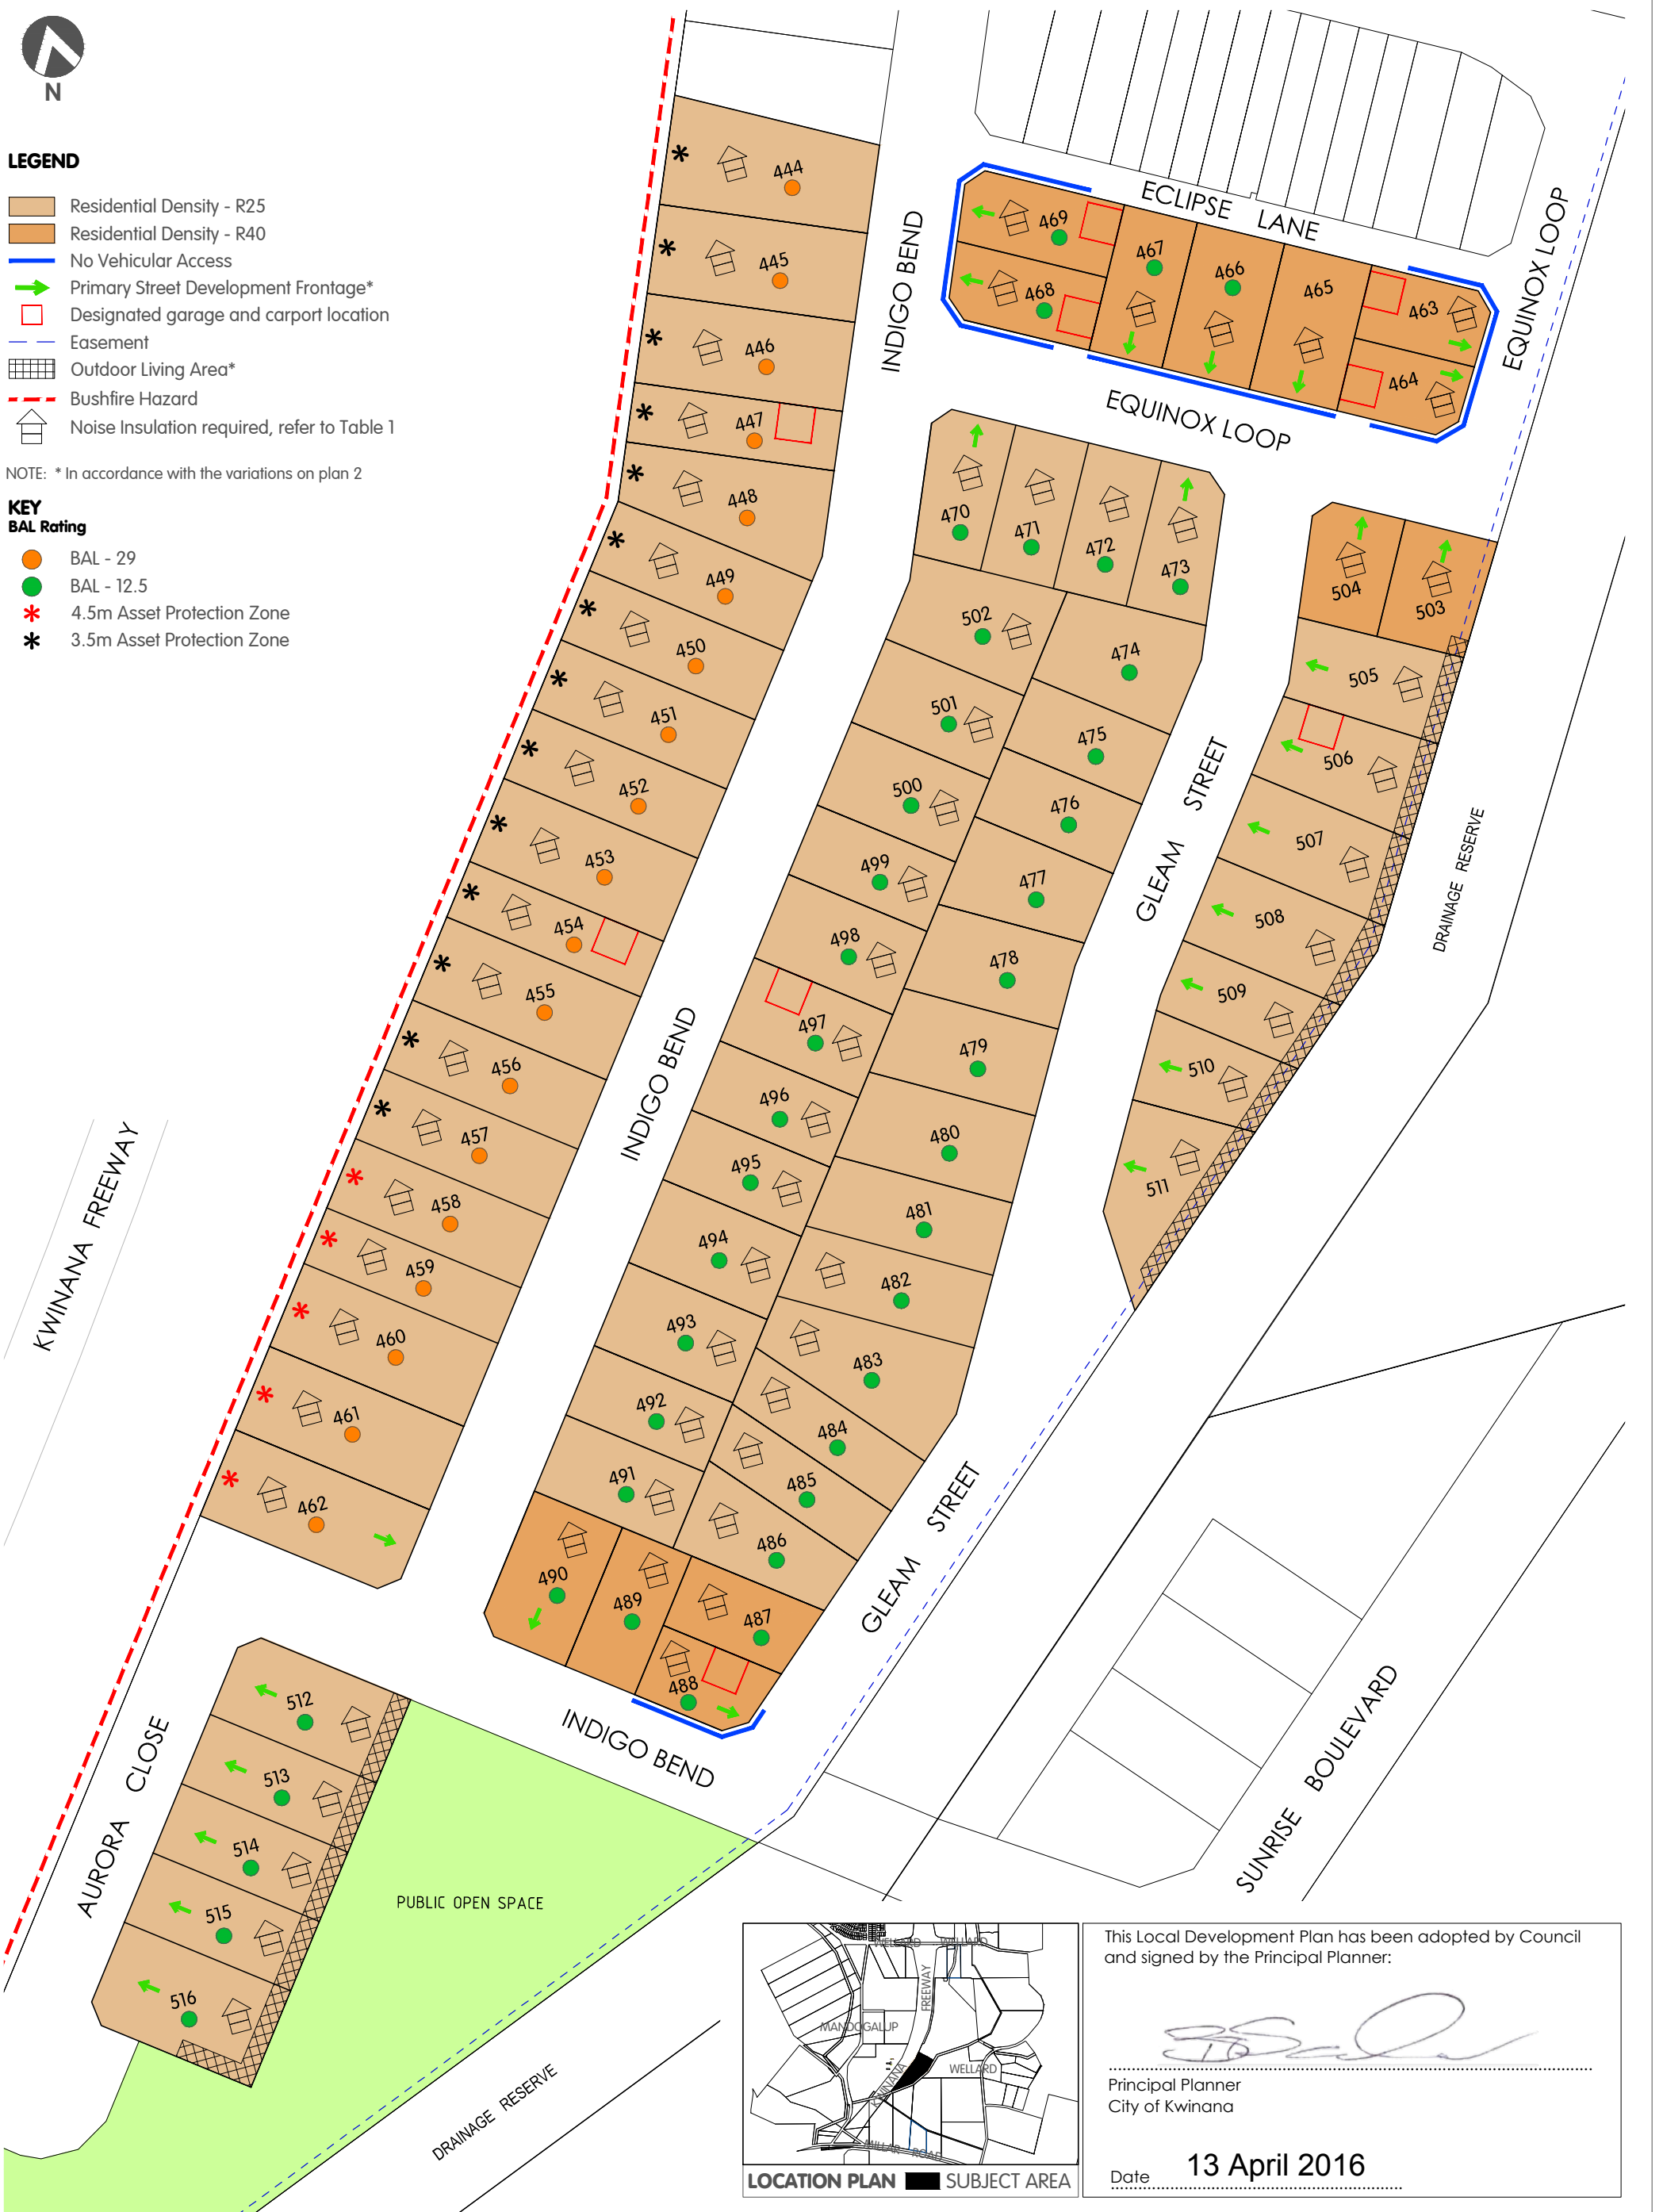 N
LEGEND
Residential Density - R25
Residential Density - R40
No Vehicular Access
Primary Street Development Frontage*
Designated garage and carport location
Easement
Outdoor Living Area*
Bushfire Hazard
Noise Insulation required, refer to Table 1
NOTE: * In accordance with the variations on plan 2
KEY
BAL Rating
BAL - 29
BAL - 12.5
4.5m Asset Protection Zone
3.5m Asset Protection Zone
444
445
446
447
448
449
450
451
452
453
454
455
456
457
458
459
460
461
462
INDIGO BEND
ECLIPSE LANE
EQUINOX LOOP
469
468
467
466
465
463
464
EQUINOX LOOP
470
471
472
473
504
503
502
501
500
499
498
497
496
495
494
493
492
491
490
489
487
488
474
475
476
477
478
479
480
481
482
483
484
485
486
505
506
507
508
509
510
511
GLEAM STREET
DRAINAGE RESERVE
INDIGO BEND
KWINANA FREEWAY
GLEAM STREET
INDIGO BEND
SUNRISE BOULEVARD
AURORA CLOSE
512
513
514
515
516
PUBLIC OPEN SPACE
DRAINAGE RESERVE
WELLARD
WELLARD
FREEWAY
MANDOGALUP
WELLARD
KWINANA
MILLAR ROAD
LOCATION PLAN SUBJECT AREA
This Local Development Plan has been adopted by Council
and signed by the Principal Planner:
Principal Planner
City of Kwinana
Date 13 April 2016